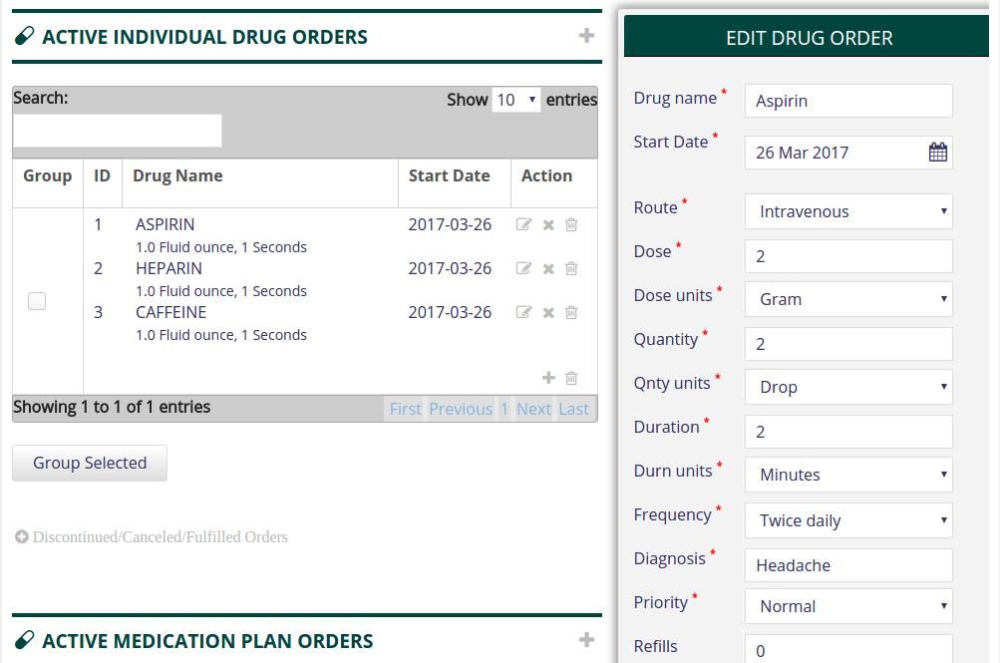 ACTIVE INDIVIDUAL DRUG ORDERS
Search:
Show 10 entries
Group ID Drug Name Start Date Action
1 ASPIRIN 2017-03-26
1.0 Fluid ounce, 1 Seconds
2 HEPARIN 2017-03-26
1.0 Fluid ounce, 1 Seconds
3 CAFFEINE 2017-03-26
1.0 Fluid ounce, 1 Seconds
Showing 1 to 1 of 1 entries
First Previous 1 Next Last
Group Selected
Discontinued/Canceled/Fulfilled Orders
ACTIVE MEDICATION PLAN ORDERS
EDIT DRUG ORDER
Drug name * Aspirin
Start Date * 26 Mar 2017
Route * Intravenous
Dose * 2
Dose units * Gram
Quantity * 2
Qnty units * Drop
Duration * 2
Durn units * Minutes
Frequency * Twice daily
Diagnosis * Headache
Priority * Normal
Refills 0